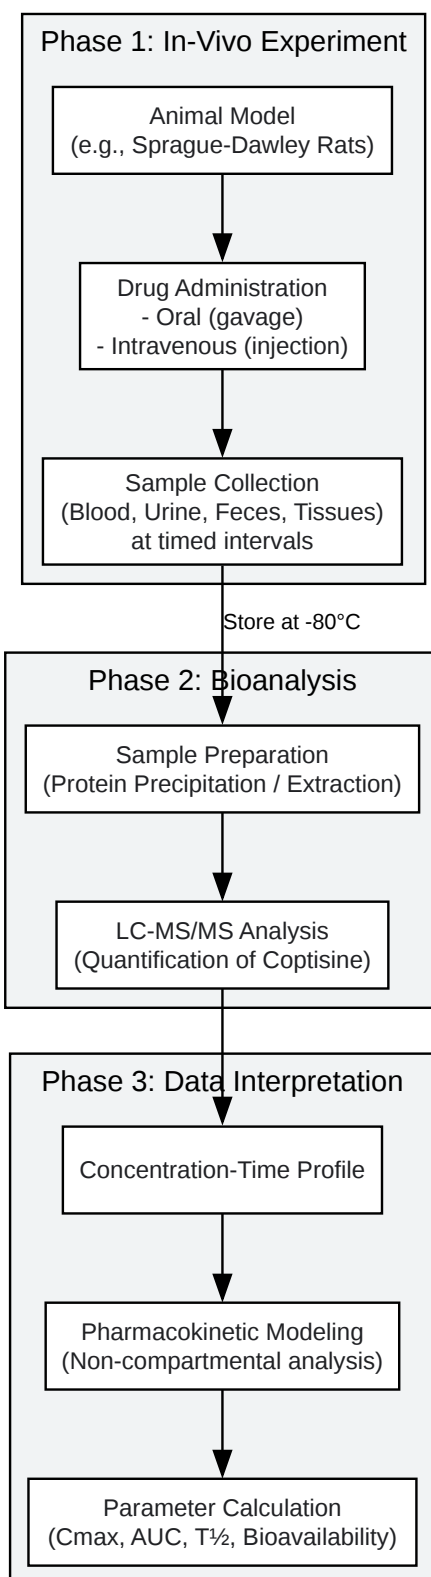 Phase 1: In-Vivo Experiment
Animal Model
(e.g., Sprague-Dawley Rats)
Drug Administration
- Oral (gavage)
- Intravenous (injection)
Sample Collection
(Blood, Urine, Feces, Tissues)
at timed intervals
Store at -80°C
Phase 2: Bioanalysis
Sample Preparation
(Protein Precipitation / Extraction)
LC-MS/MS Analysis
(Quantification of Coptisine)
Phase 3: Data Interpretation
Concentration-Time Profile
Pharmacokinetic Modeling
(Non-compartmental analysis)
Parameter Calculation
(Cmax, AUC, T½, Bioavailability)